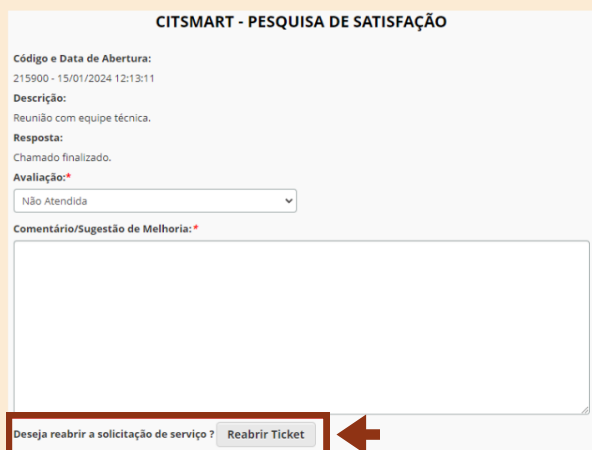 CITSMART - PESQUISA DE SATISFAÇÃO
Código e Data de Abertura:
215900 - 15/01/2024 12:13:11
Descrição:
Reunião com equipe técnica.
Resposta:
Chamado finalizado.
Avaliação:*
Não Atendida
Comentário/Sugestão de Melhoria:*
Deseja reabrir a solicitação de serviço ? Reabrir Ticket